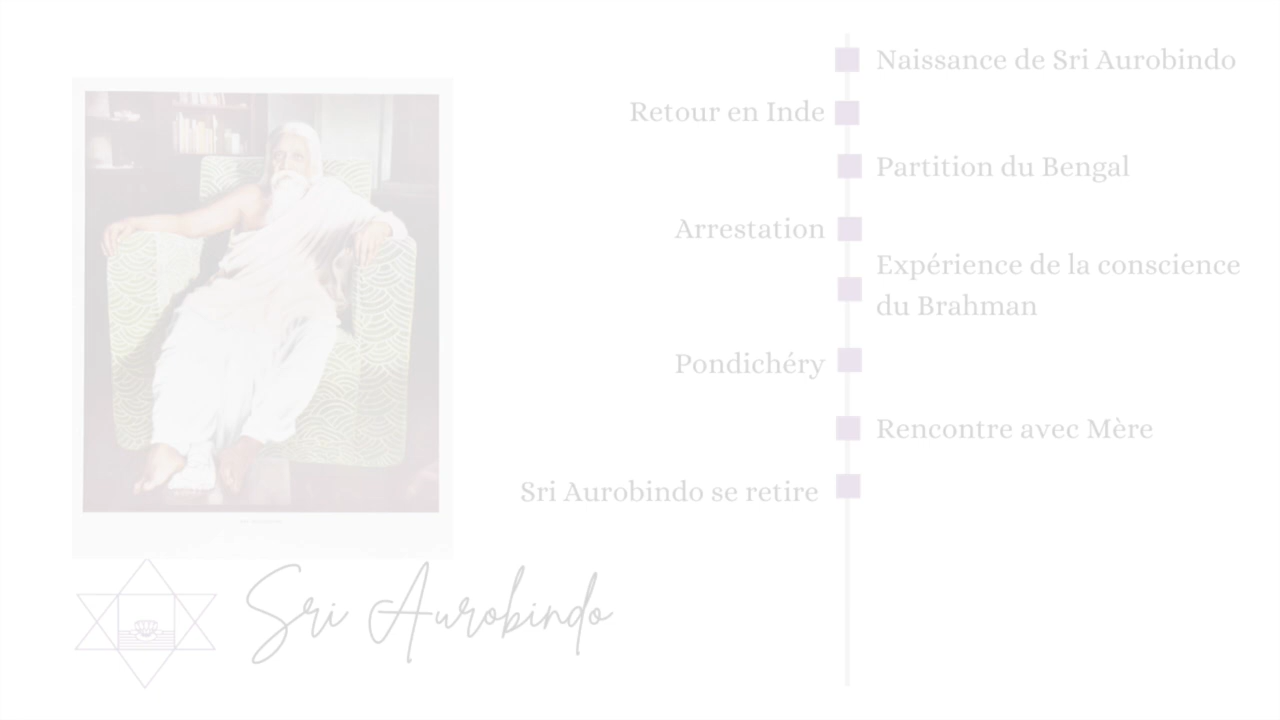 Naissance de Sri Aurobindo
Retour en Inde
Partition du Bengal
Arrestation
Expérience de la conscience
du Brahman
Pondichéry
Rencontre avec Mère
Sri Aurobindo se retire
Sri Aurobindo